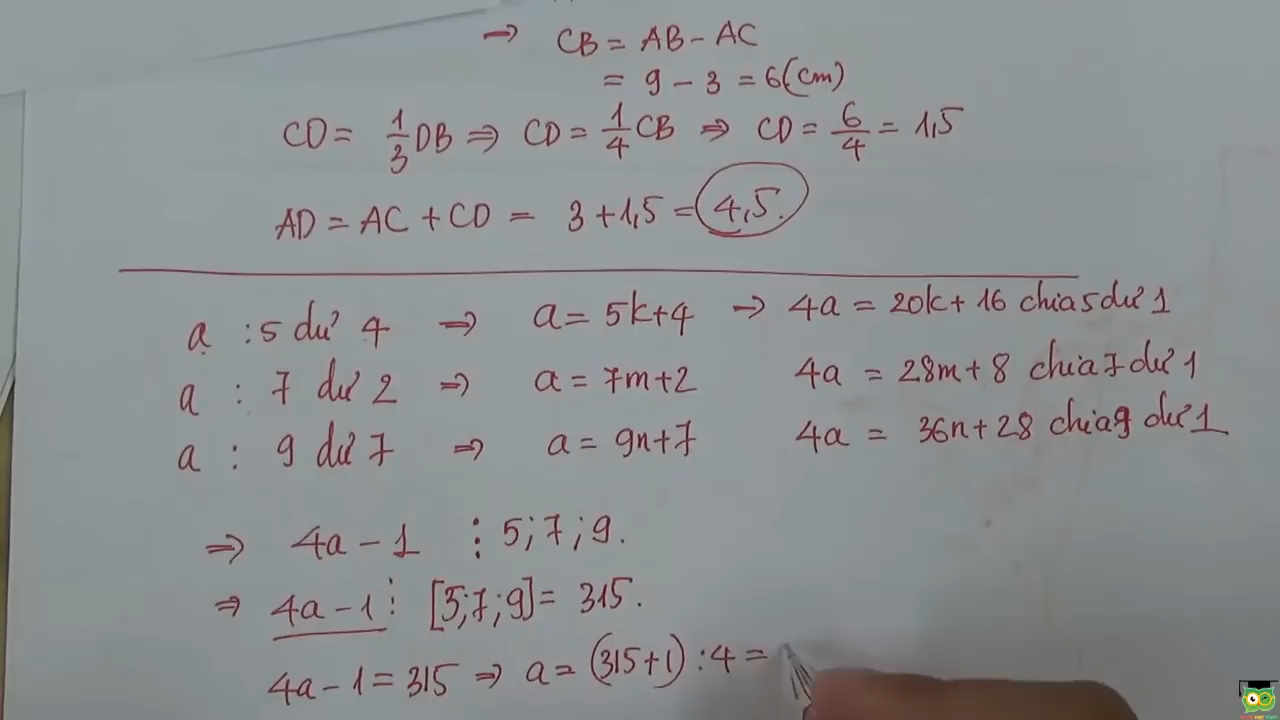 ⇒ CB = AB - AC
= 9 - 3 = 6(cm)
CD = 1/3 DB ⇒ CD = 1/4 CB ⇒ CD = 6/4 = 1,5
AD = AC + CD = 3 + 1,5 = 4,5.
a : 5 dư 4 ⇒ a = 5k+4 → 4a = 20k + 16 chia 5 dư 1
a : 7 dư 2 ⇒ a = 7m+2 4a = 28m + 8 chia 7 dư 1
a : 9 dư 7 ⇒ a = 9n+7 4a = 36n + 28 chia 9 dư 1
⇒ 4a - 1 ⋮ 5; 7; 9.
⇒ 4a - 1 ⋮ [5; 7; 9] = 315.
4a - 1 = 315 ⇒ a = (315+1) : 4 =